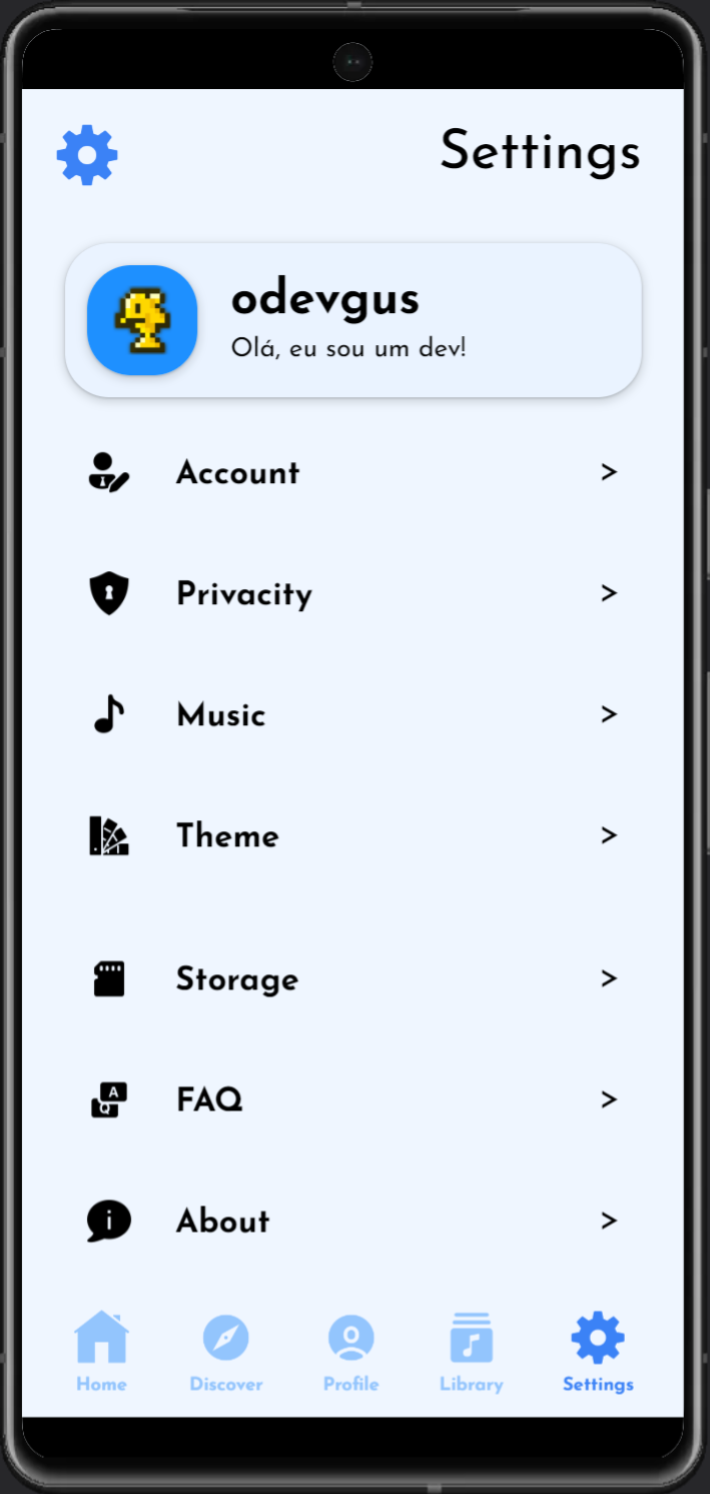 Settings
odevgus
Olá, eu sou um dev!
Account >
Privacity >
Music >
Theme >
Storage >
FAQ >
A
Q
About >
i
Home Discover Profile Library Settings